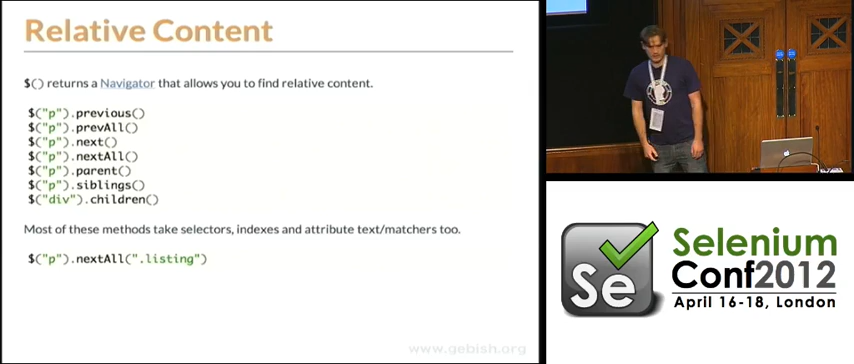 Relative Content
$() returns a Navigator that allows you to find relative content.
$("p").previous()
$("p").prevAll()
$("p").next()
$("p").nextAll()
$("p").parent()
$("p").siblings()
$("div").children()
Most of these methods take selectors, indexes and attribute text/matchers too.
$("p").nextAll(".listing")
www.gebish.org
Se
Selenium
Conf2012
April 16-18, London